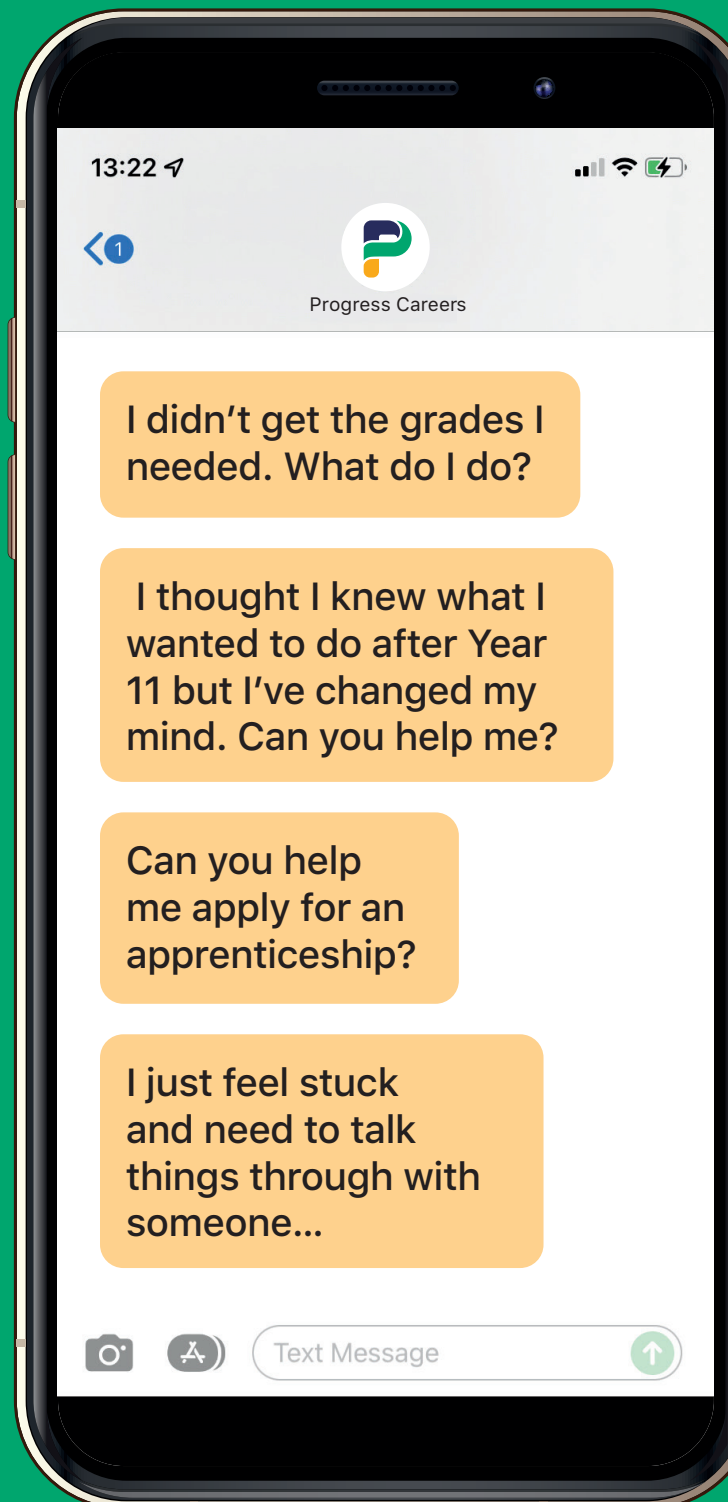 13:22
1
Progress Careers
I didn’t get the grades I
needed. What do I do?
I thought I knew what I
wanted to do after Year
11 but I’ve changed my
mind. Can you help me?
Can you help
me apply for an
apprenticeship?
I just feel stuck
and need to talk
things through with
someone...
Text Message